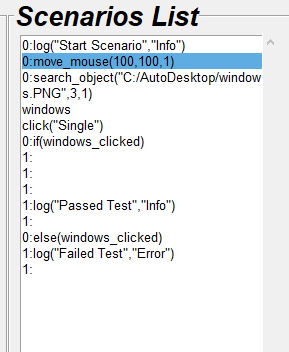 Scenarios List
0:log("Start Scenario","Info")
0:move_mouse(100,100,1)
0:search_object("C:/AutoDesktop/window
s.PNG",3,1)
windows
click("Single")
0:if(windows_clicked)
1:
1:
1:
1:log("Passed Test","Info")
1:
0:else(windows_clicked)
1:log("Failed Test","Error")
1: